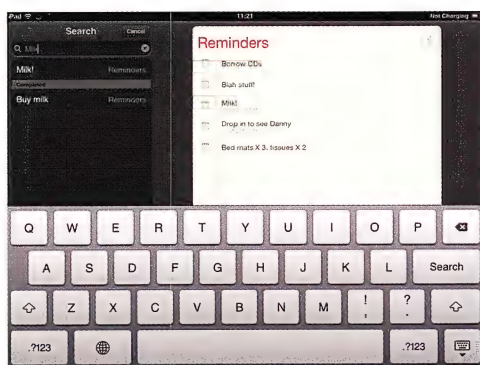 iPad
11:21
Not Charging
Search
Cancel
Milk
Milk!
Reminders
Completed
Buy milk
Reminders
Reminders
Borrow CDs
Blah stuff!
Milk!
Drop in to see Danny
Bed mats X 3, tissues X 2
Q W E R T Y U I O P
A S D F G H J K L Search
Z X C V B N M ! , ? .
.?123 .?123